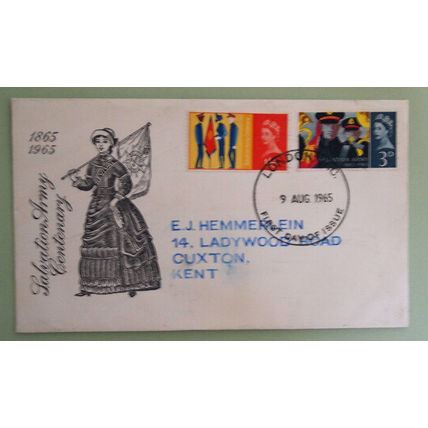 1865
1965
Salvation Army
Centenary
3D
LONDON
9 AUG 1965
FIRST DAY OF ISSUE
E.J. HEMMERLEIN
14. LADYWOOD ROAD
CUXTON.
KENT